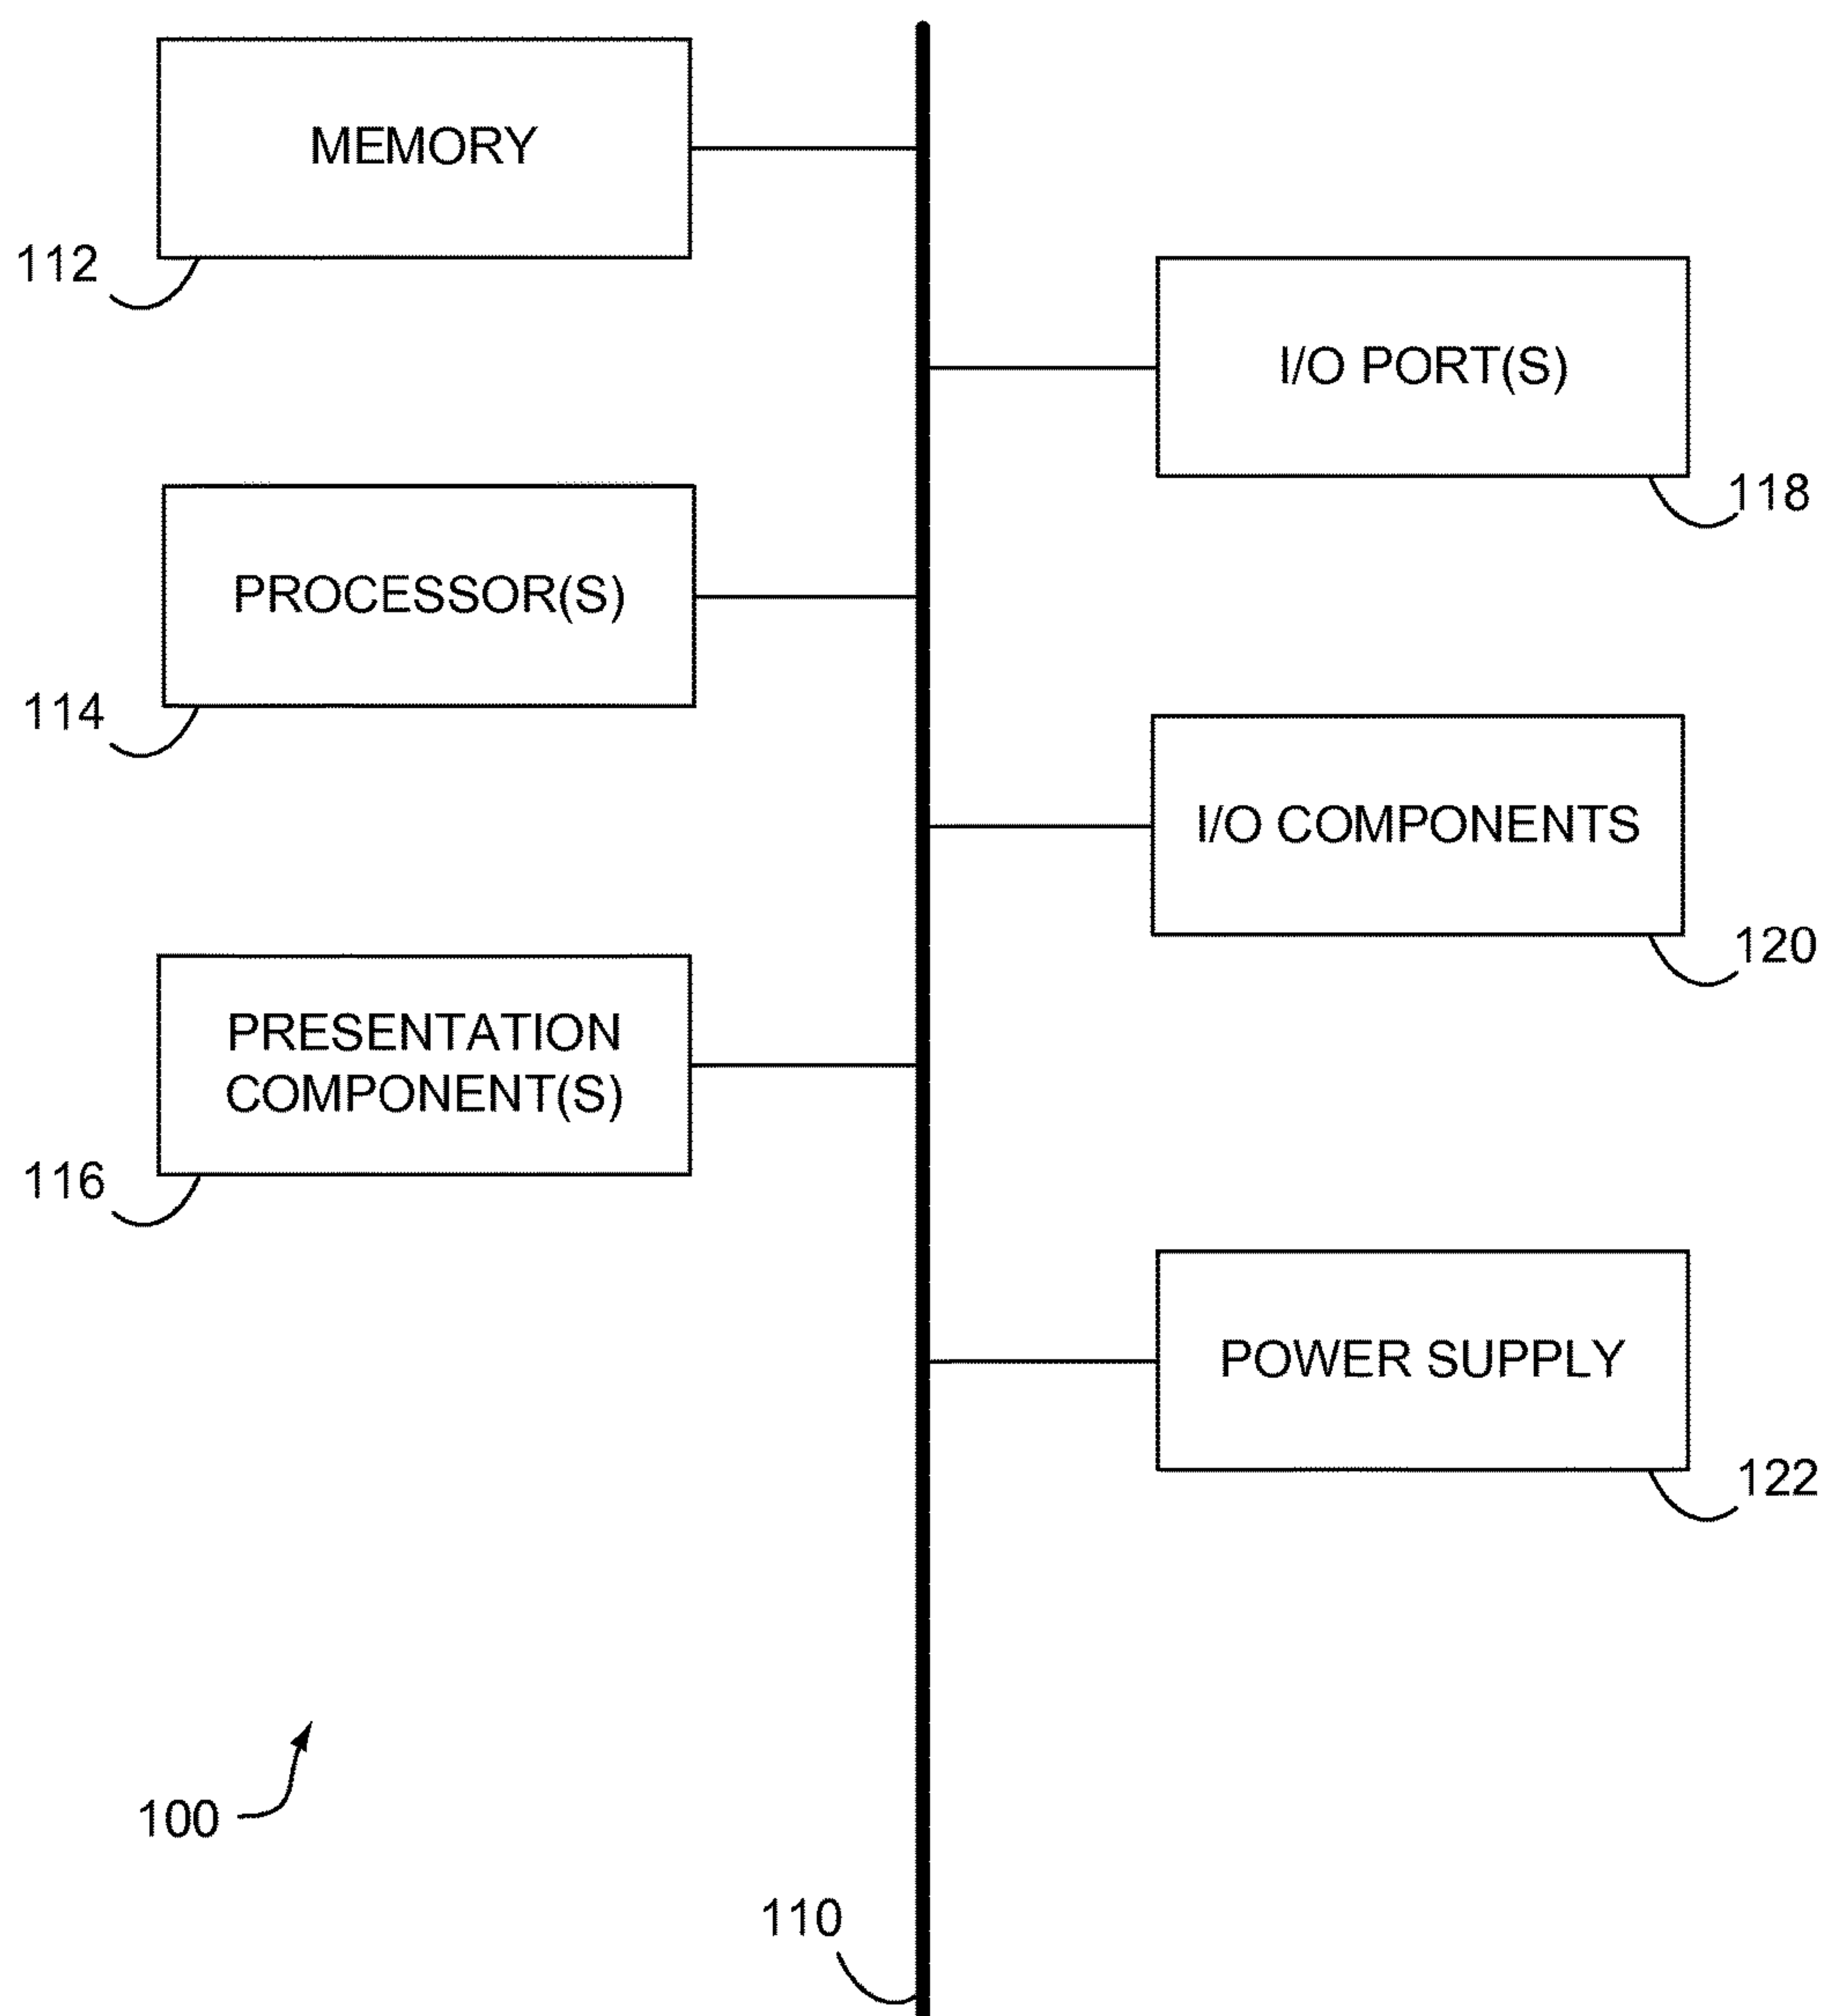 MEMORY
112
I/O PORT(S)
118
PROCESSOR(S)
114
I/O COMPONENTS
120
PRESENTATION
COMPONENT(S)
116
POWER SUPPLY
122
100
110